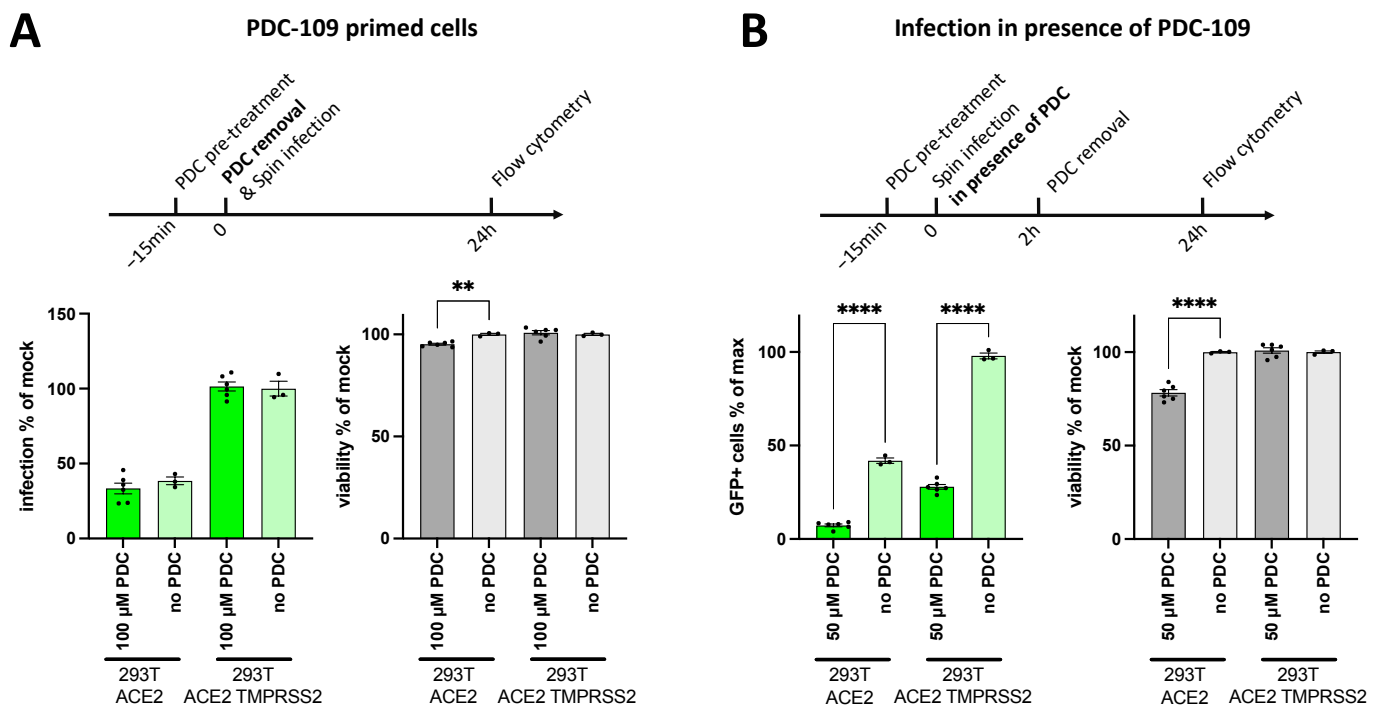 A
PDC-109 primed cells
PDC pre-treatment
PDC removal
& Spin infection
Flow cytometry
−15min
0
24h
infection % of mock
150
100
50
0
100 µM PDC
no PDC
100 µM PDC
no PDC
293T
ACE2
293T
ACE2 TMPRSS2
viability % of mock
100
50
0
**
100 µM PDC
no PDC
100 µM PDC
no PDC
293T
ACE2
293T
ACE2 TMPRSS2
B
Infection in presence of PDC-109
PDC pre-treatment
Spin infection
in presence of PDC
PDC removal
Flow cytometry
−15min
0
2h
24h
GFP+ cells % of max
100
50
0
****
****
50 µM PDC
no PDC
50 µM PDC
no PDC
293T
ACE2
293T
ACE2 TMPRSS2
viability % of mock
100
50
0
****
50 µM PDC
no PDC
50 µM PDC
no PDC
293T
ACE2
293T
ACE2 TMPRSS2